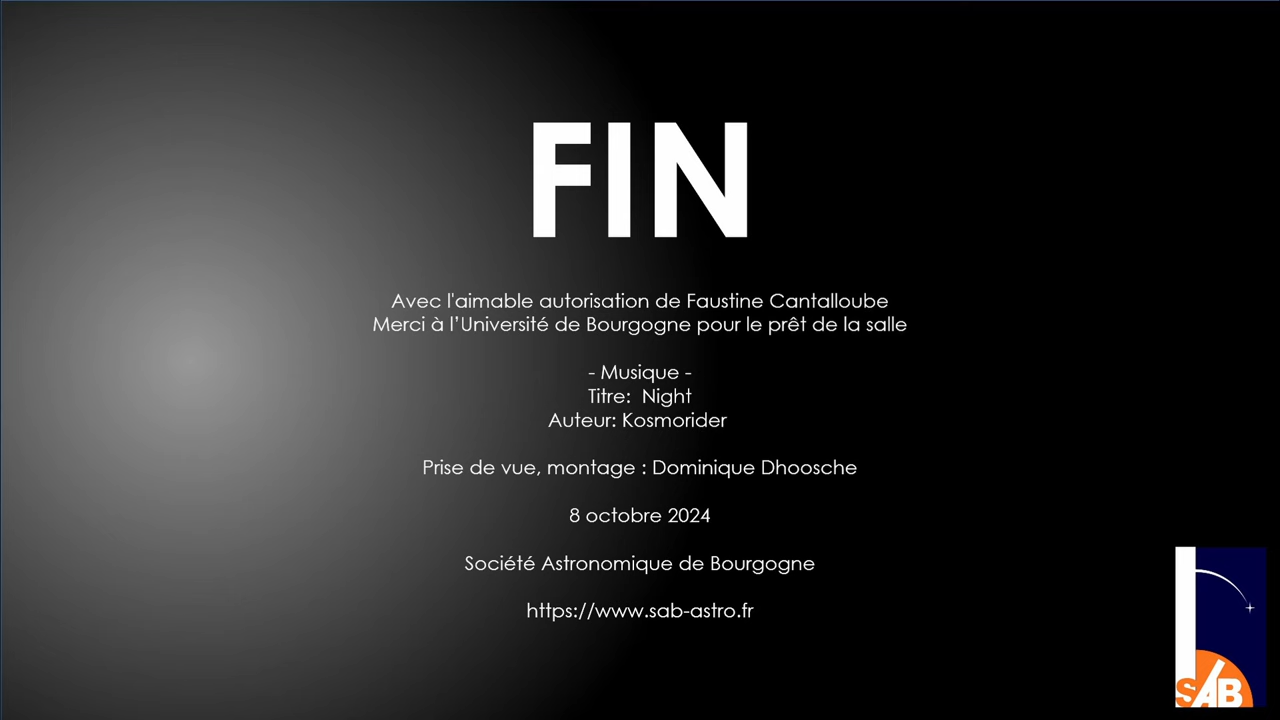 FIN
Avec l'aimable autorisation de Faustine Cantalloube
Merci à l’Université de Bourgogne pour le prêt de la salle
- Musique -
Titre:  Night
Auteur: Kosmorider
Prise de vue, montage : Dominique Dhoosche
8 octobre 2024
Société Astronomique de Bourgogne
https://www.sab-astro.fr
SAB